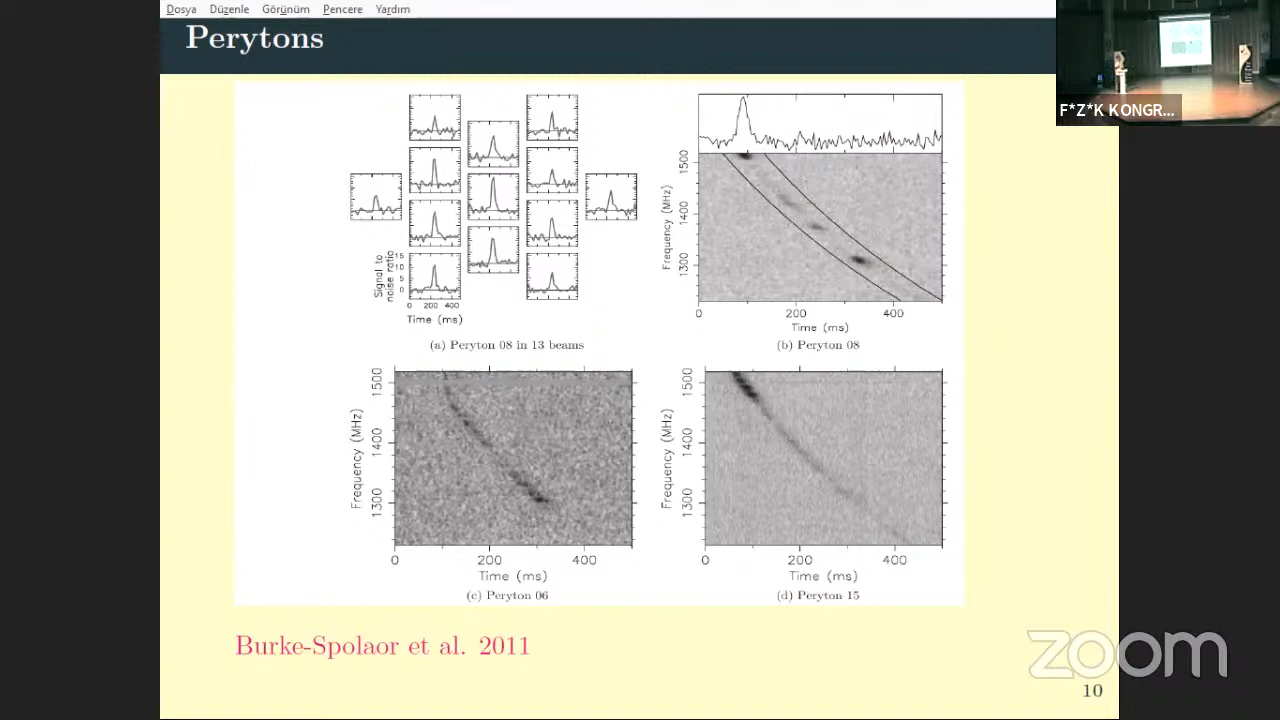 Dosya Düzenle Görünüm Pencere Yardım
Perytons
F*Z*K KONGR...
Signal to
noise ratio
15
10
5
0
0 200 400
Time (ms)
(a) Peryton 08 in 13 beams
Frequency (MHz)
1500
1400
1300
0 200 400
Time (ms)
(b) Peryton 08
Frequency (MHz)
1500
1400
1300
0 200 400
Time (ms)
(c) Peryton 06
Frequency (MHz)
1500
1400
1300
0 200 400
Time (ms)
(d) Peryton 15
Burke-Spolaor et al. 2011
zoom
10